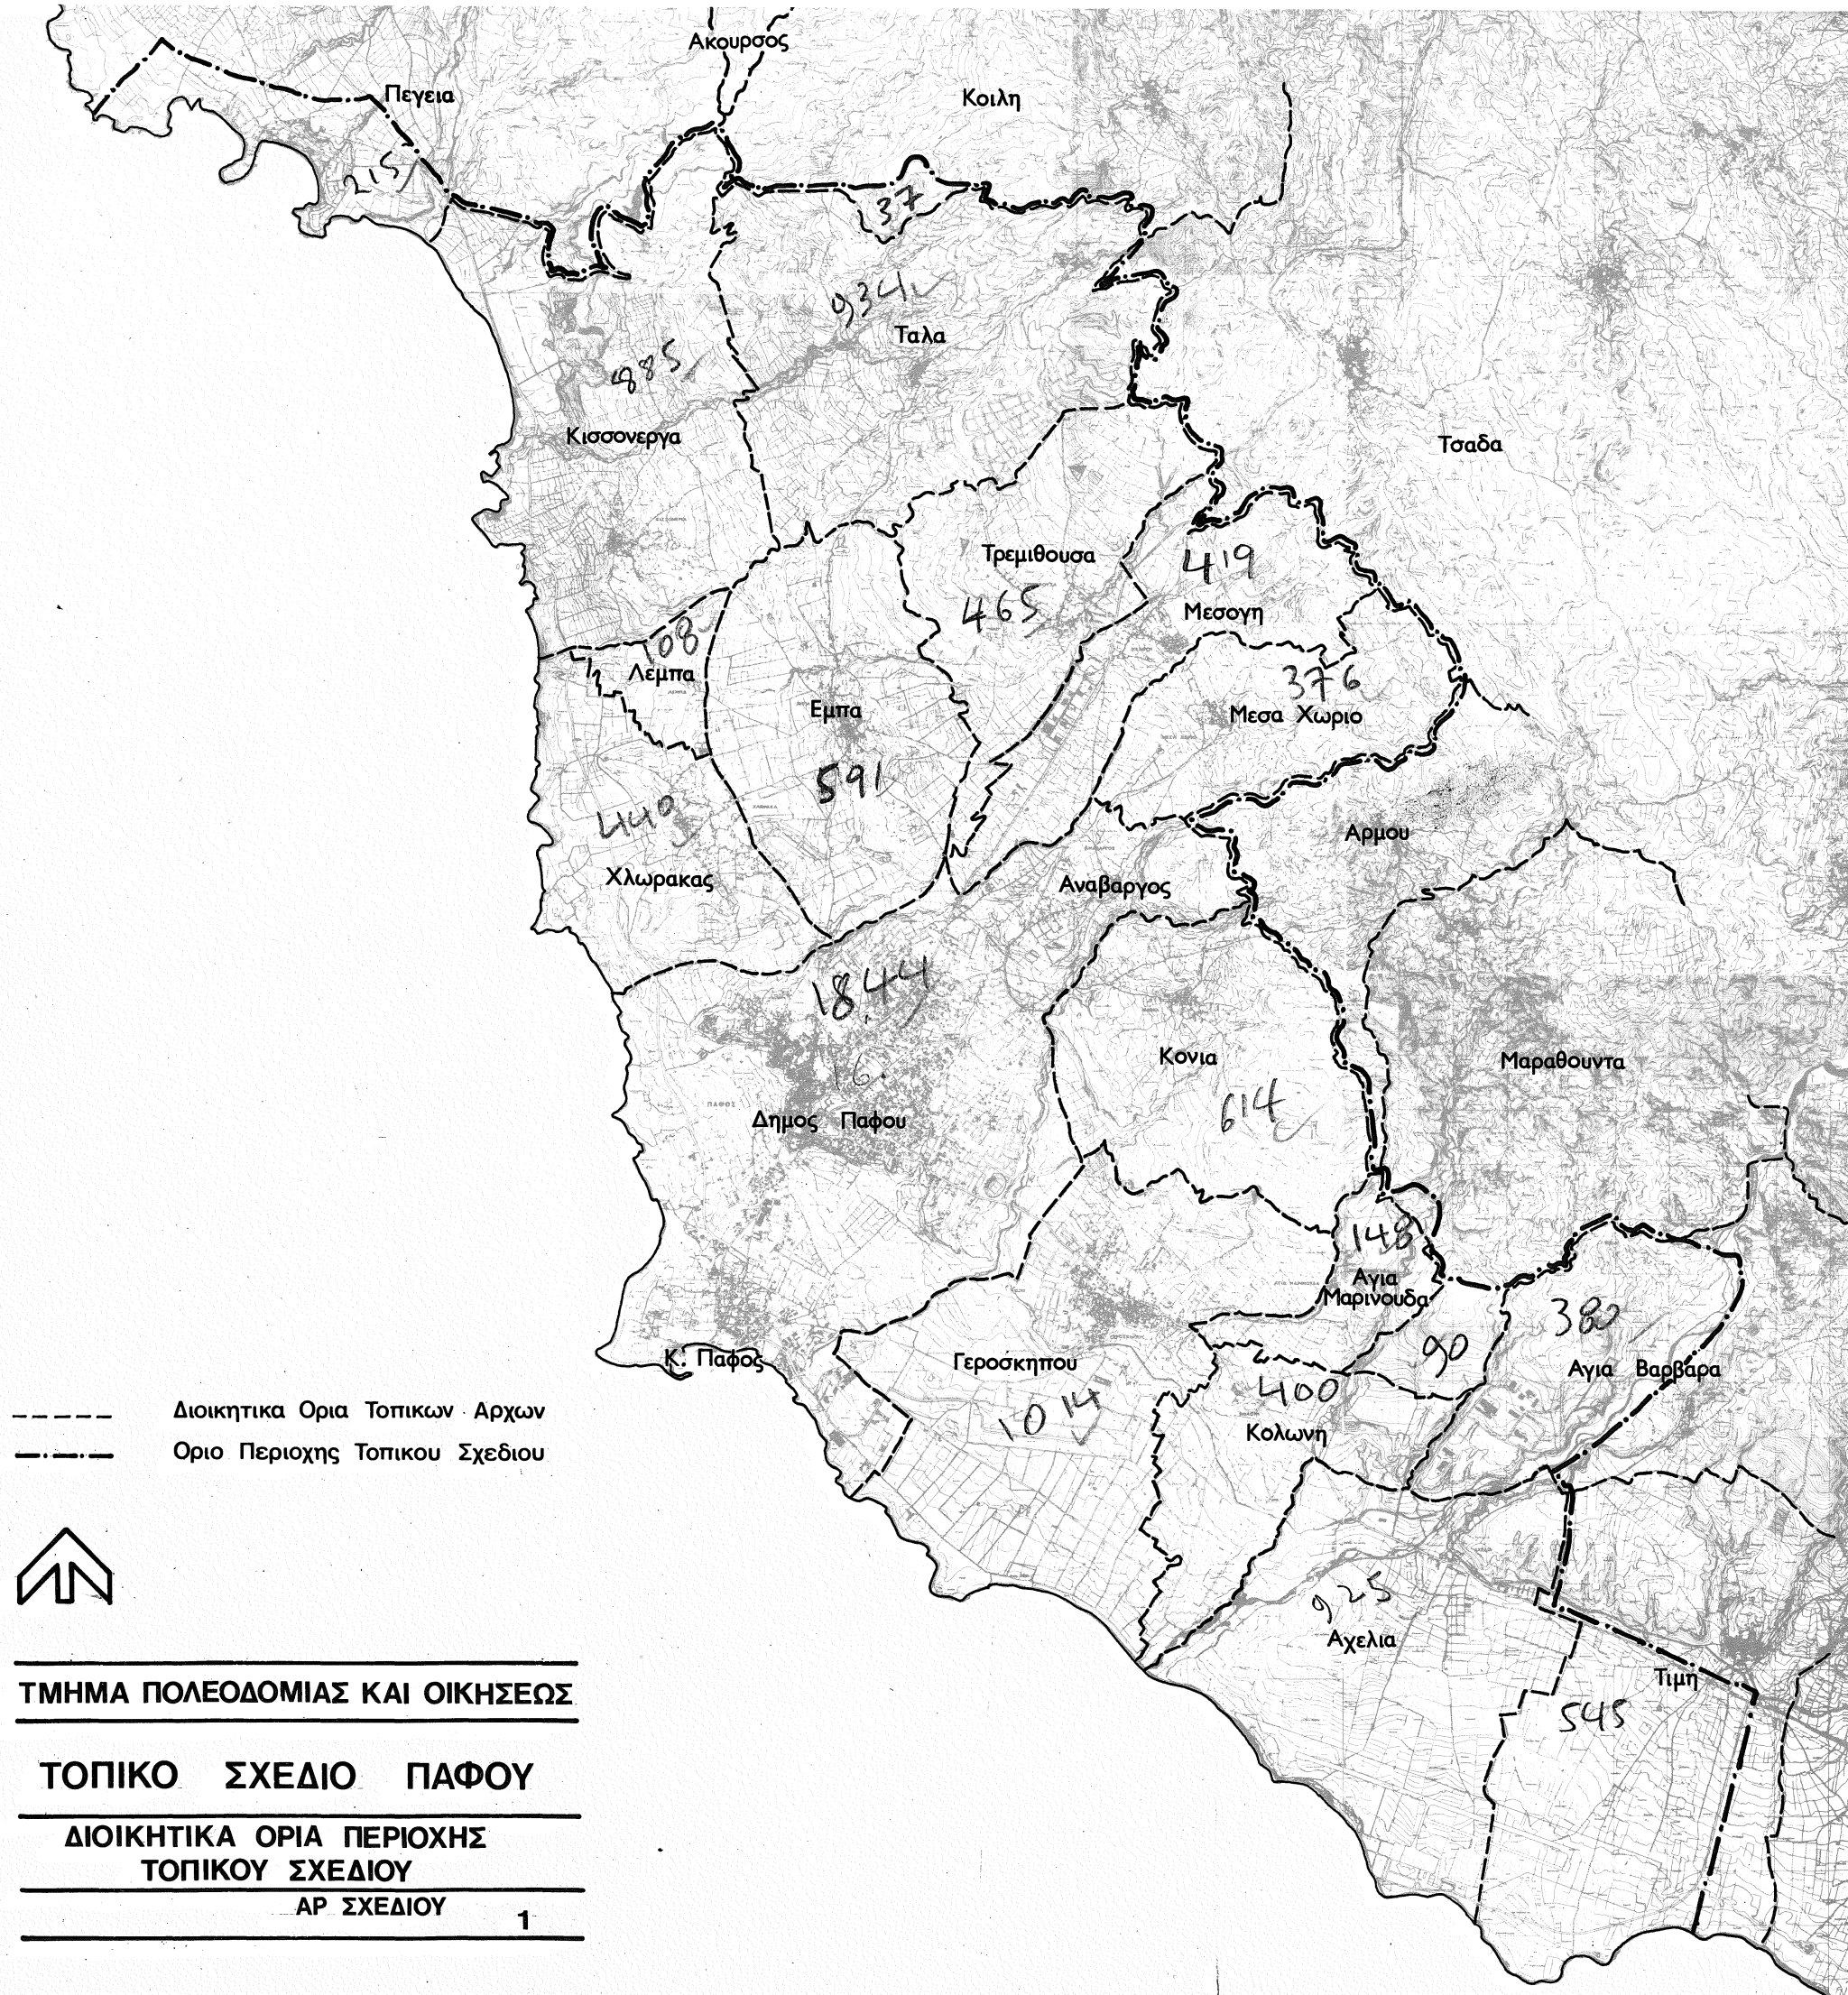 Ακουρσος
Πεγεια
Κοιλη
215
37
934
Ταλα
885
Κισσονεργα
Τσαδα
Τρεμιθουσα
419
465
Μεσογη
108
Λεμπα
376
Εμπα
Μεσα Χωριο
591
440
Αρμου
Χλωρακας
Αναβαργος
1844
Κονια
Μαραθουντα
16.
614
ΠΑΦΟΣ
Δημος Παφου
148
Αγια
Μαρινουδα
380
90
Κ. Παφος
Γεροσκηπου
Αγια Βαρβαρα
400
1014
Κολωνη
Διοικητικα Ορια Τοπικων Αρχων
Οριο Περιοχης Τοπικου Σχεδιου
925
Αχελια
Τιμη
545
ΤΜΗΜΑ ΠΟΛΕΟΔΟΜΙΑΣ ΚΑΙ ΟΙΚΗΣΕΩΣ
ΤΟΠΙΚΟ ΣΧΕΔΙΟ ΠΑΦΟΥ
ΔΙΟΙΚΗΤΙΚΑ ΟΡΙΑ ΠΕΡΙΟΧΗΣ
ΤΟΠΙΚΟΥ ΣΧΕΔΙΟΥ
ΑΡ ΣΧΕΔΙΟΥ 1